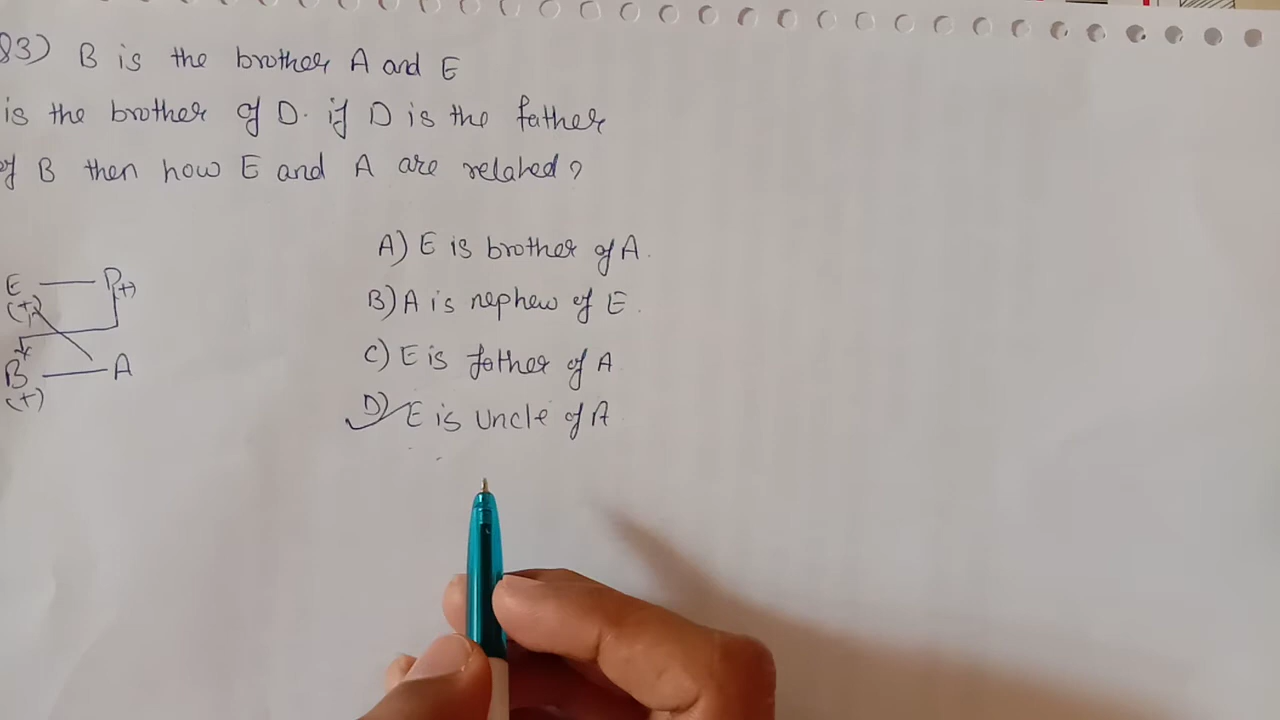 Q3) B is the brother A and E
is the brother of D. if D is the father
of B then how E and A are related?
A) E is brother of A.
B) A is nephew of E.
C) E is father of A
D) E is Uncle of A
E D
(+) (+)
B A
(+)